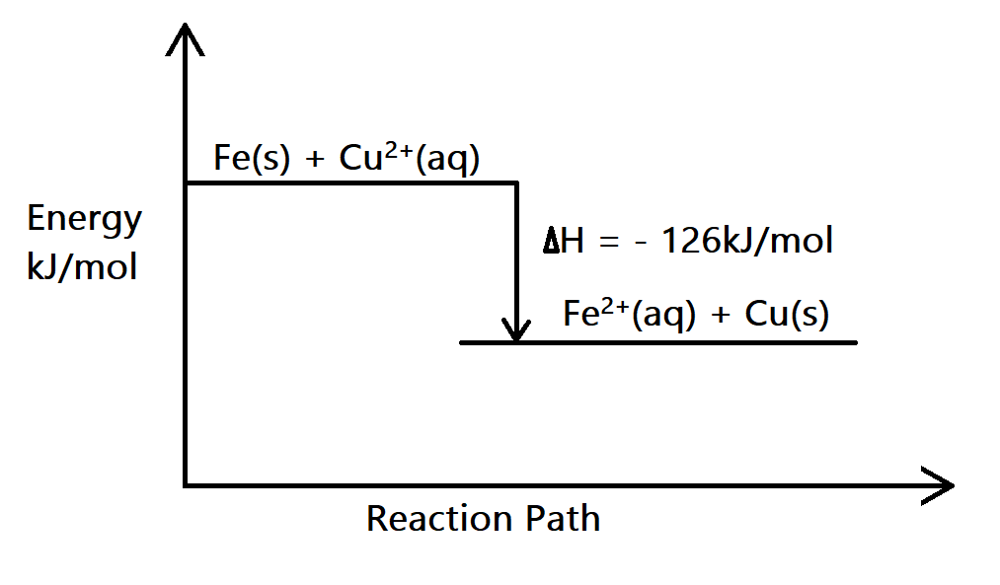 Fe(s) + Cu²⁺(aq)
Energy
kJ/mol
ΔH = - 126kJ/mol
Fe²⁺(aq) + Cu(s)
Reaction Path